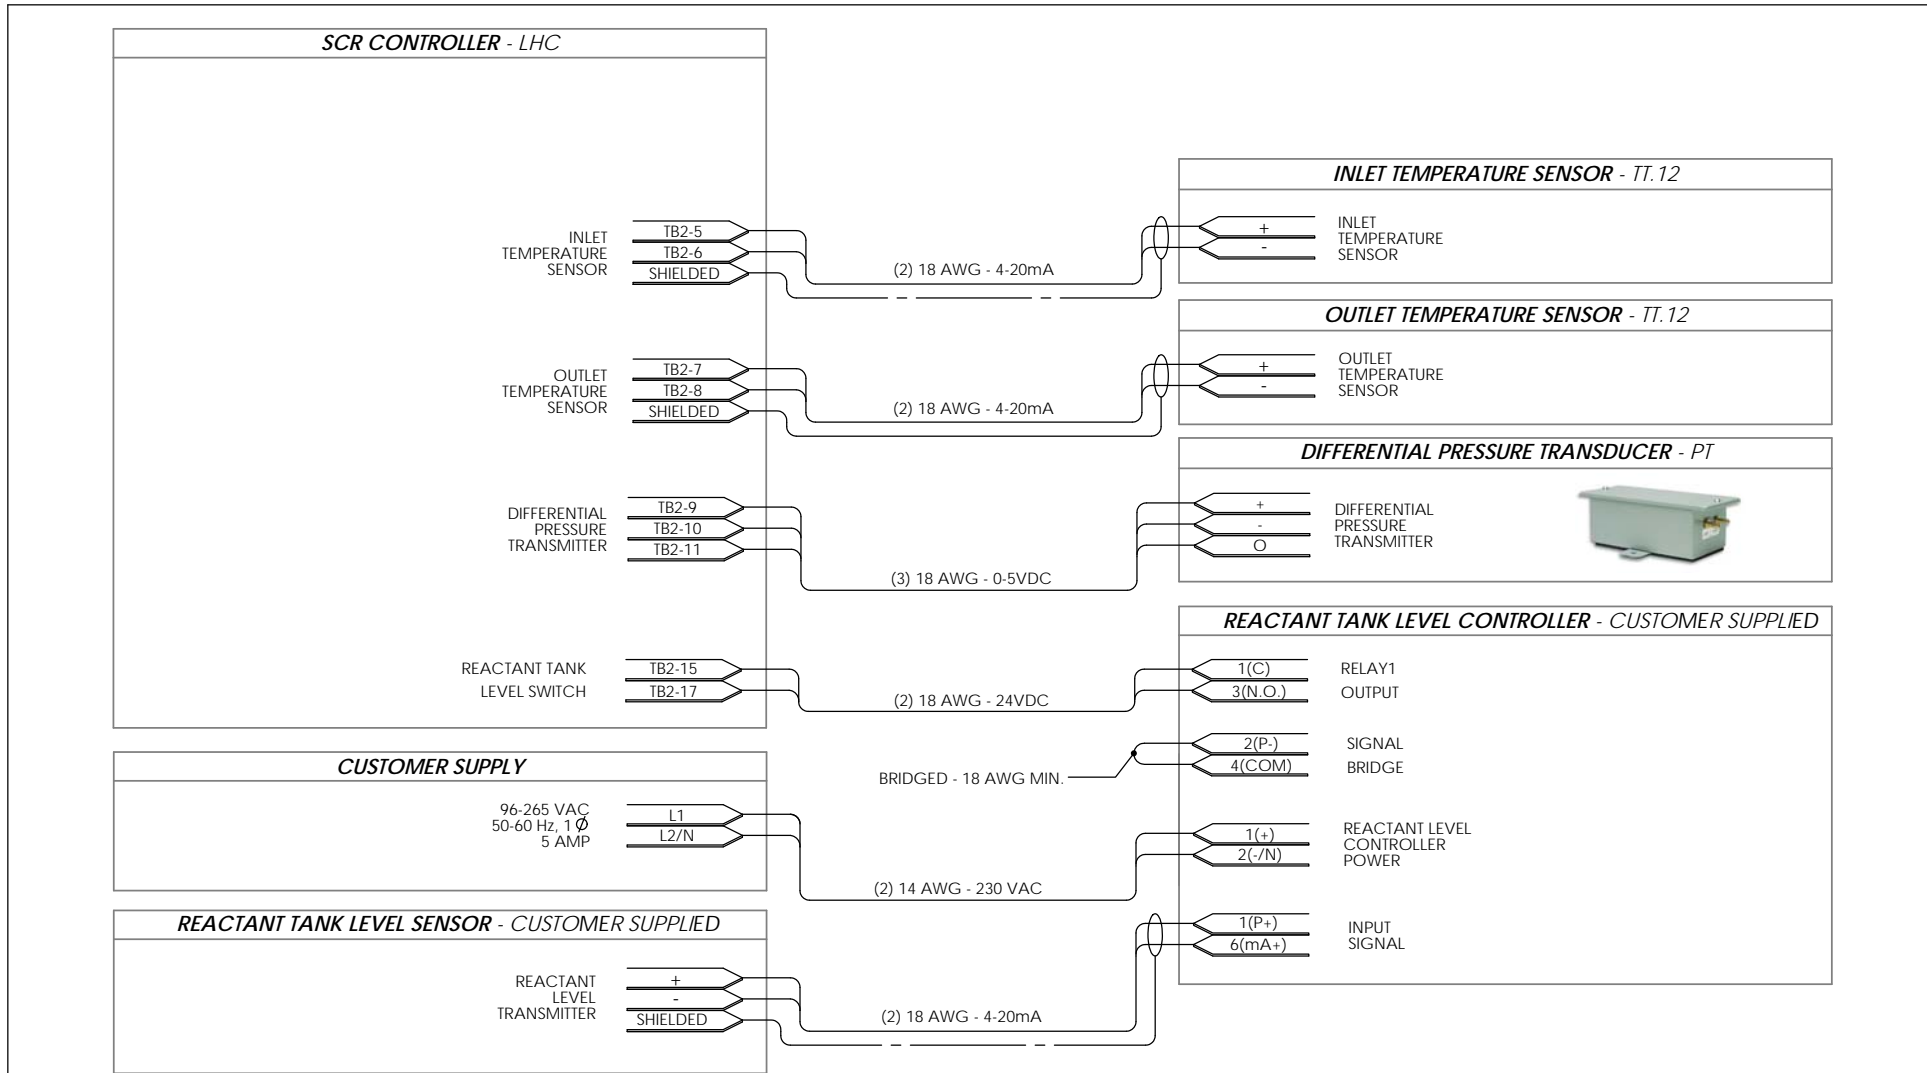 SCR CONTROLLER - LHC
INLET
TEMPERATURE
SENSOR
TB2-5
TB2-6
SHIELDED
(2) 18 AWG - 4-20mA
INLET TEMPERATURE SENSOR - TT.12
+
-
INLET
TEMPERATURE
SENSOR
OUTLET
TEMPERATURE
SENSOR
TB2-7
TB2-8
SHIELDED
(2) 18 AWG - 4-20mA
OUTLET TEMPERATURE SENSOR - TT.12
+
-
OUTLET
TEMPERATURE
SENSOR
DIFFERENTIAL
PRESSURE
TRANSMITTER
TB2-9
TB2-10
TB2-11
(3) 18 AWG - 0-5VDC
DIFFERENTIAL PRESSURE TRANSDUCER - PT
+
-
O
DIFFERENTIAL
PRESSURE
TRANSMITTER
REACTANT TANK
LEVEL SWITCH
TB2-15
TB2-17
(2) 18 AWG - 24VDC
REACTANT TANK LEVEL CONTROLLER - CUSTOMER SUPPLIED
1(C)
3(N.O.)
RELAY1
OUTPUT
BRIDGED - 18 AWG MIN.
2(P-)
4(COM)
SIGNAL
BRIDGE
CUSTOMER SUPPLY
96-265 VAC
50-60 Hz, 1 Ø
5 AMP
L1
L2/N
(2) 14 AWG - 230 VAC
1(+)
2(-/N)
REACTANT LEVEL
CONTROLLER
POWER
REACTANT TANK LEVEL SENSOR - CUSTOMER SUPPLIED
REACTANT
LEVEL
TRANSMITTER
+
-
SHIELDED
(2) 18 AWG - 4-20mA
1(P+)
6(mA+)
INPUT
SIGNAL